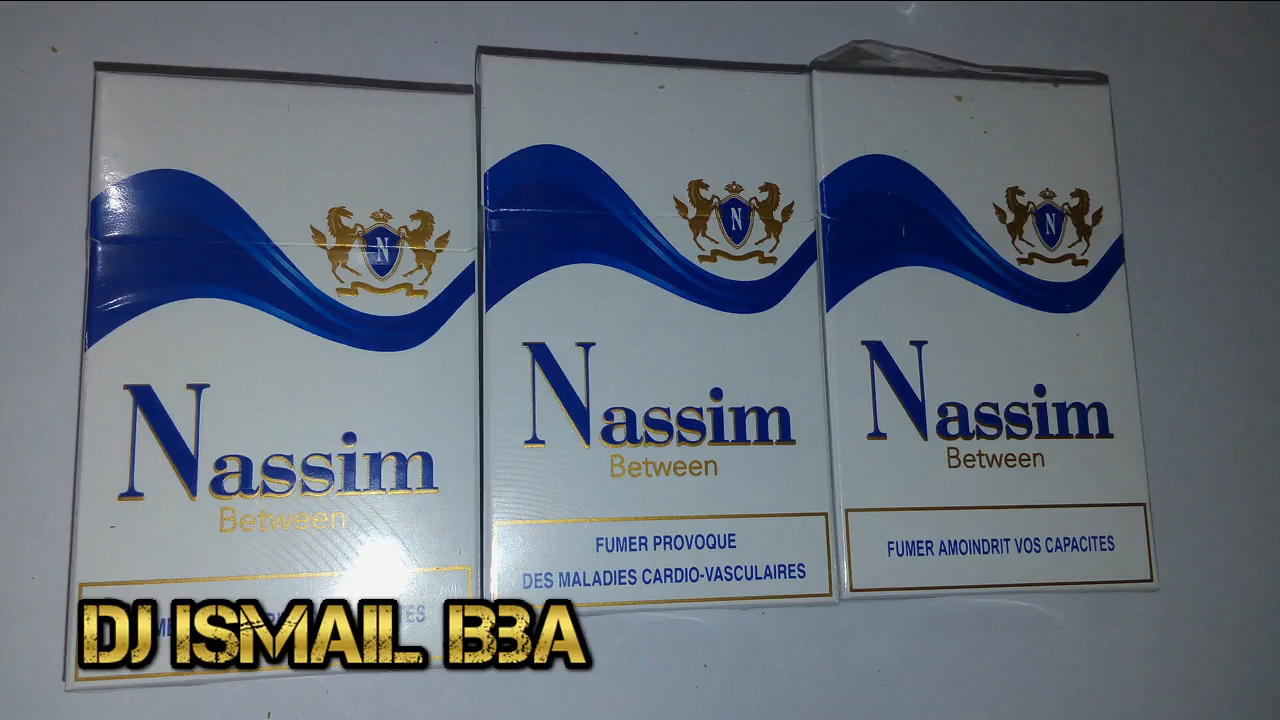 N
Nassim
Between
DJ ISMAIL BBA
N
Nassim
Between
FUMER PROVOQUE
DES MALADIES CARDIO-VASCULAIRES
N
Nassim
Between
FUMER AMOINDRIT VOS CAPACITES